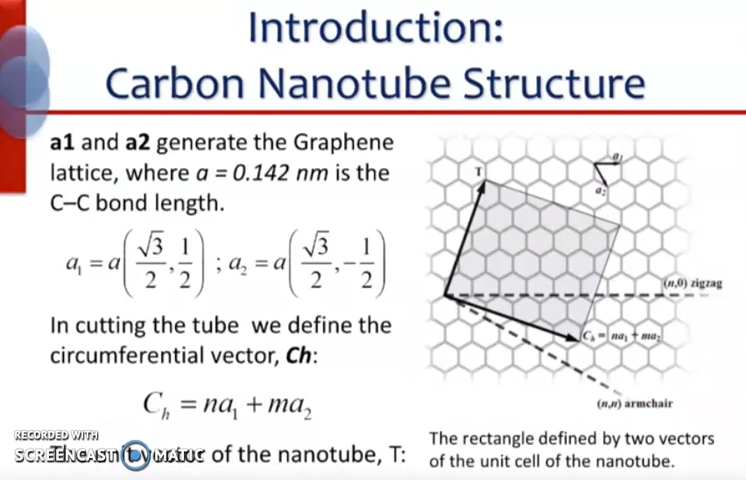 Introduction:
Carbon Nanotube Structure
a1 and a2 generate the Graphene
lattice, where a = 0.142 nm is the
C–C bond length.
a₁ = a(√3/2, 1/2) ; a₂ = a(√3/2, -1/2)
In cutting the tube we define the
circumferential vector, Ch:
Cₕ = na₁ + ma₂
of the nanotube, T:
RECORDED WITH
SCREENCAST MATIC
T
a₁
a₂
(n,0) zigzag
Cₕ = na₁ + ma₂
(n,n) armchair
The rectangle defined by two vectors
of the unit cell of the nanotube.